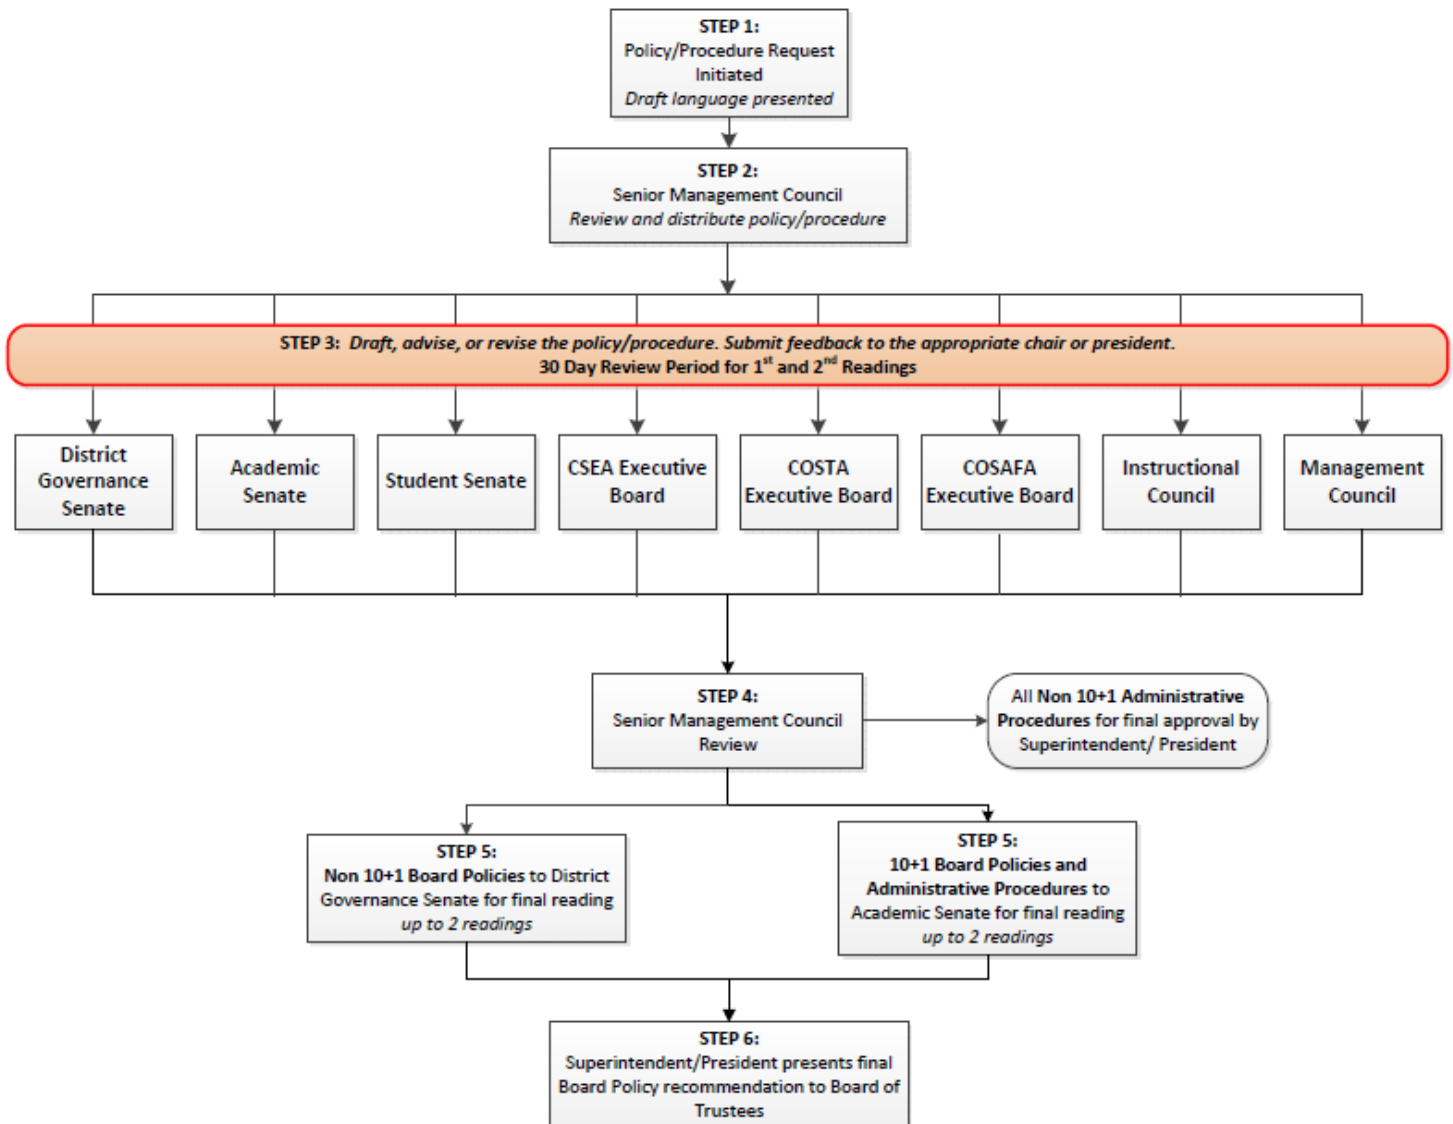 STEP 1:
Policy/Procedure Request
Initiated
Draft language presented
STEP 2:
Senior Management Council
Review and distribute policy/procedure
STEP 3: Draft, advise, or revise the policy/procedure. Submit feedback to the appropriate chair or president.
30 Day Review Period for 1st and 2nd Readings
District
Governance
Senate
Academic
Senate
Student Senate
CSEA Executive
Board
COSTA
Executive Board
COSAFA
Executive Board
Instructional
Council
Management
Council
STEP 4:
Senior Management Council
Review
All Non 10+1 Administrative
Procedures for final approval by
Superintendent/ President
STEP 5:
Non 10+1 Board Policies to District
Governance Senate for final reading
up to 2 readings
STEP 5:
10+1 Board Policies and
Administrative Procedures to
Academic Senate for final reading
up to 2 readings
STEP 6:
Superintendent/President presents final
Board Policy recommendation to Board of
Trustees